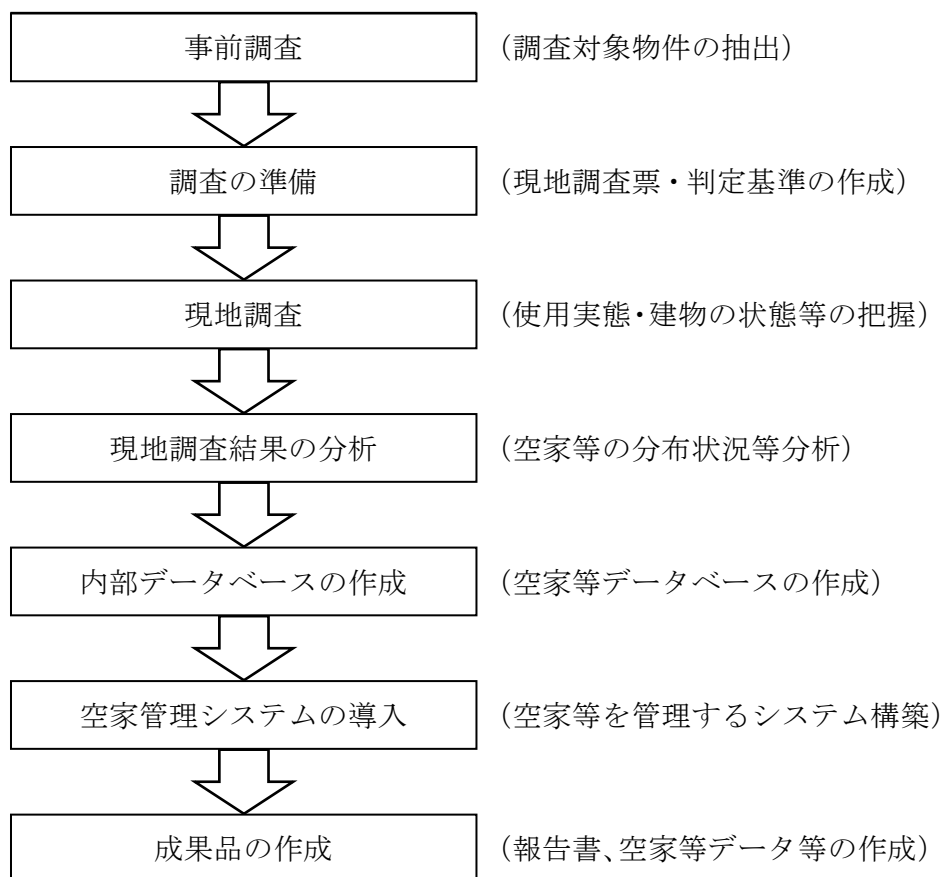 事前調査 (調査対象物件の抽出)
調査の準備 (現地調査票・判定基準の作成)
現地調査 (使用実態・建物の状態等の把握)
現地調査結果の分析 (空家等の分布状況等分析)
内部データベースの作成 (空家等データベースの作成)
空家管理システムの導入 (空家等を管理するシステム構築)
成果品の作成 (報告書、空家等データ等の作成)